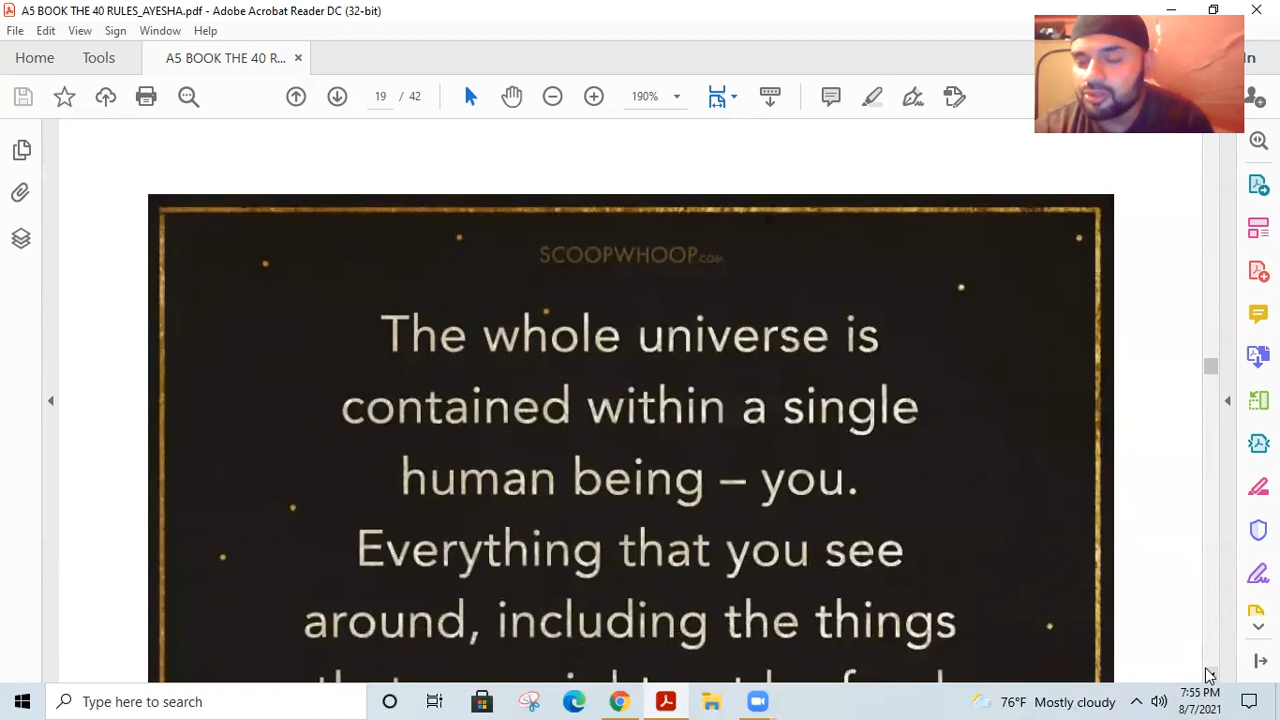 A5 BOOK THE 40 RULES_AYESHA.pdf - Adobe Acrobat Reader DC (32-bit)
File Edit View Sign Window Help
Home Tools A5 BOOK THE 40 R... × In
19 / 42 190%
SCOOPWHOOP.COM
The whole universe is
contained within a single
human being – you.
Everything that you see
around, including the things
Type here to search
76°F Mostly cloudy
7:55 PM
8/7/2021